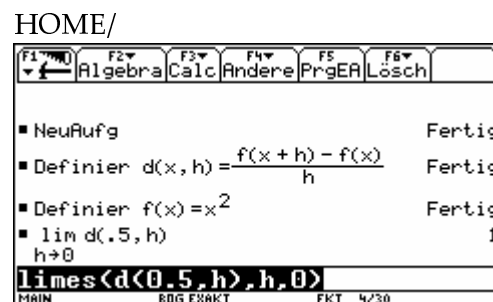 HOME/
F1 F2 Algebra F3 Calc F4 Andere F5 PrgEA F6 Lösch
▪ NeuAufg Fertig
▪ Definier d(x,h)=(f(x+h)-f(x))/h Fertig
▪ Definier f(x)=x² Fertig
▪ lim d(.5,h) 1
h→0
limes(d(0.5,h),h,0)
MAIN BOG EXAKT FKT 4/30